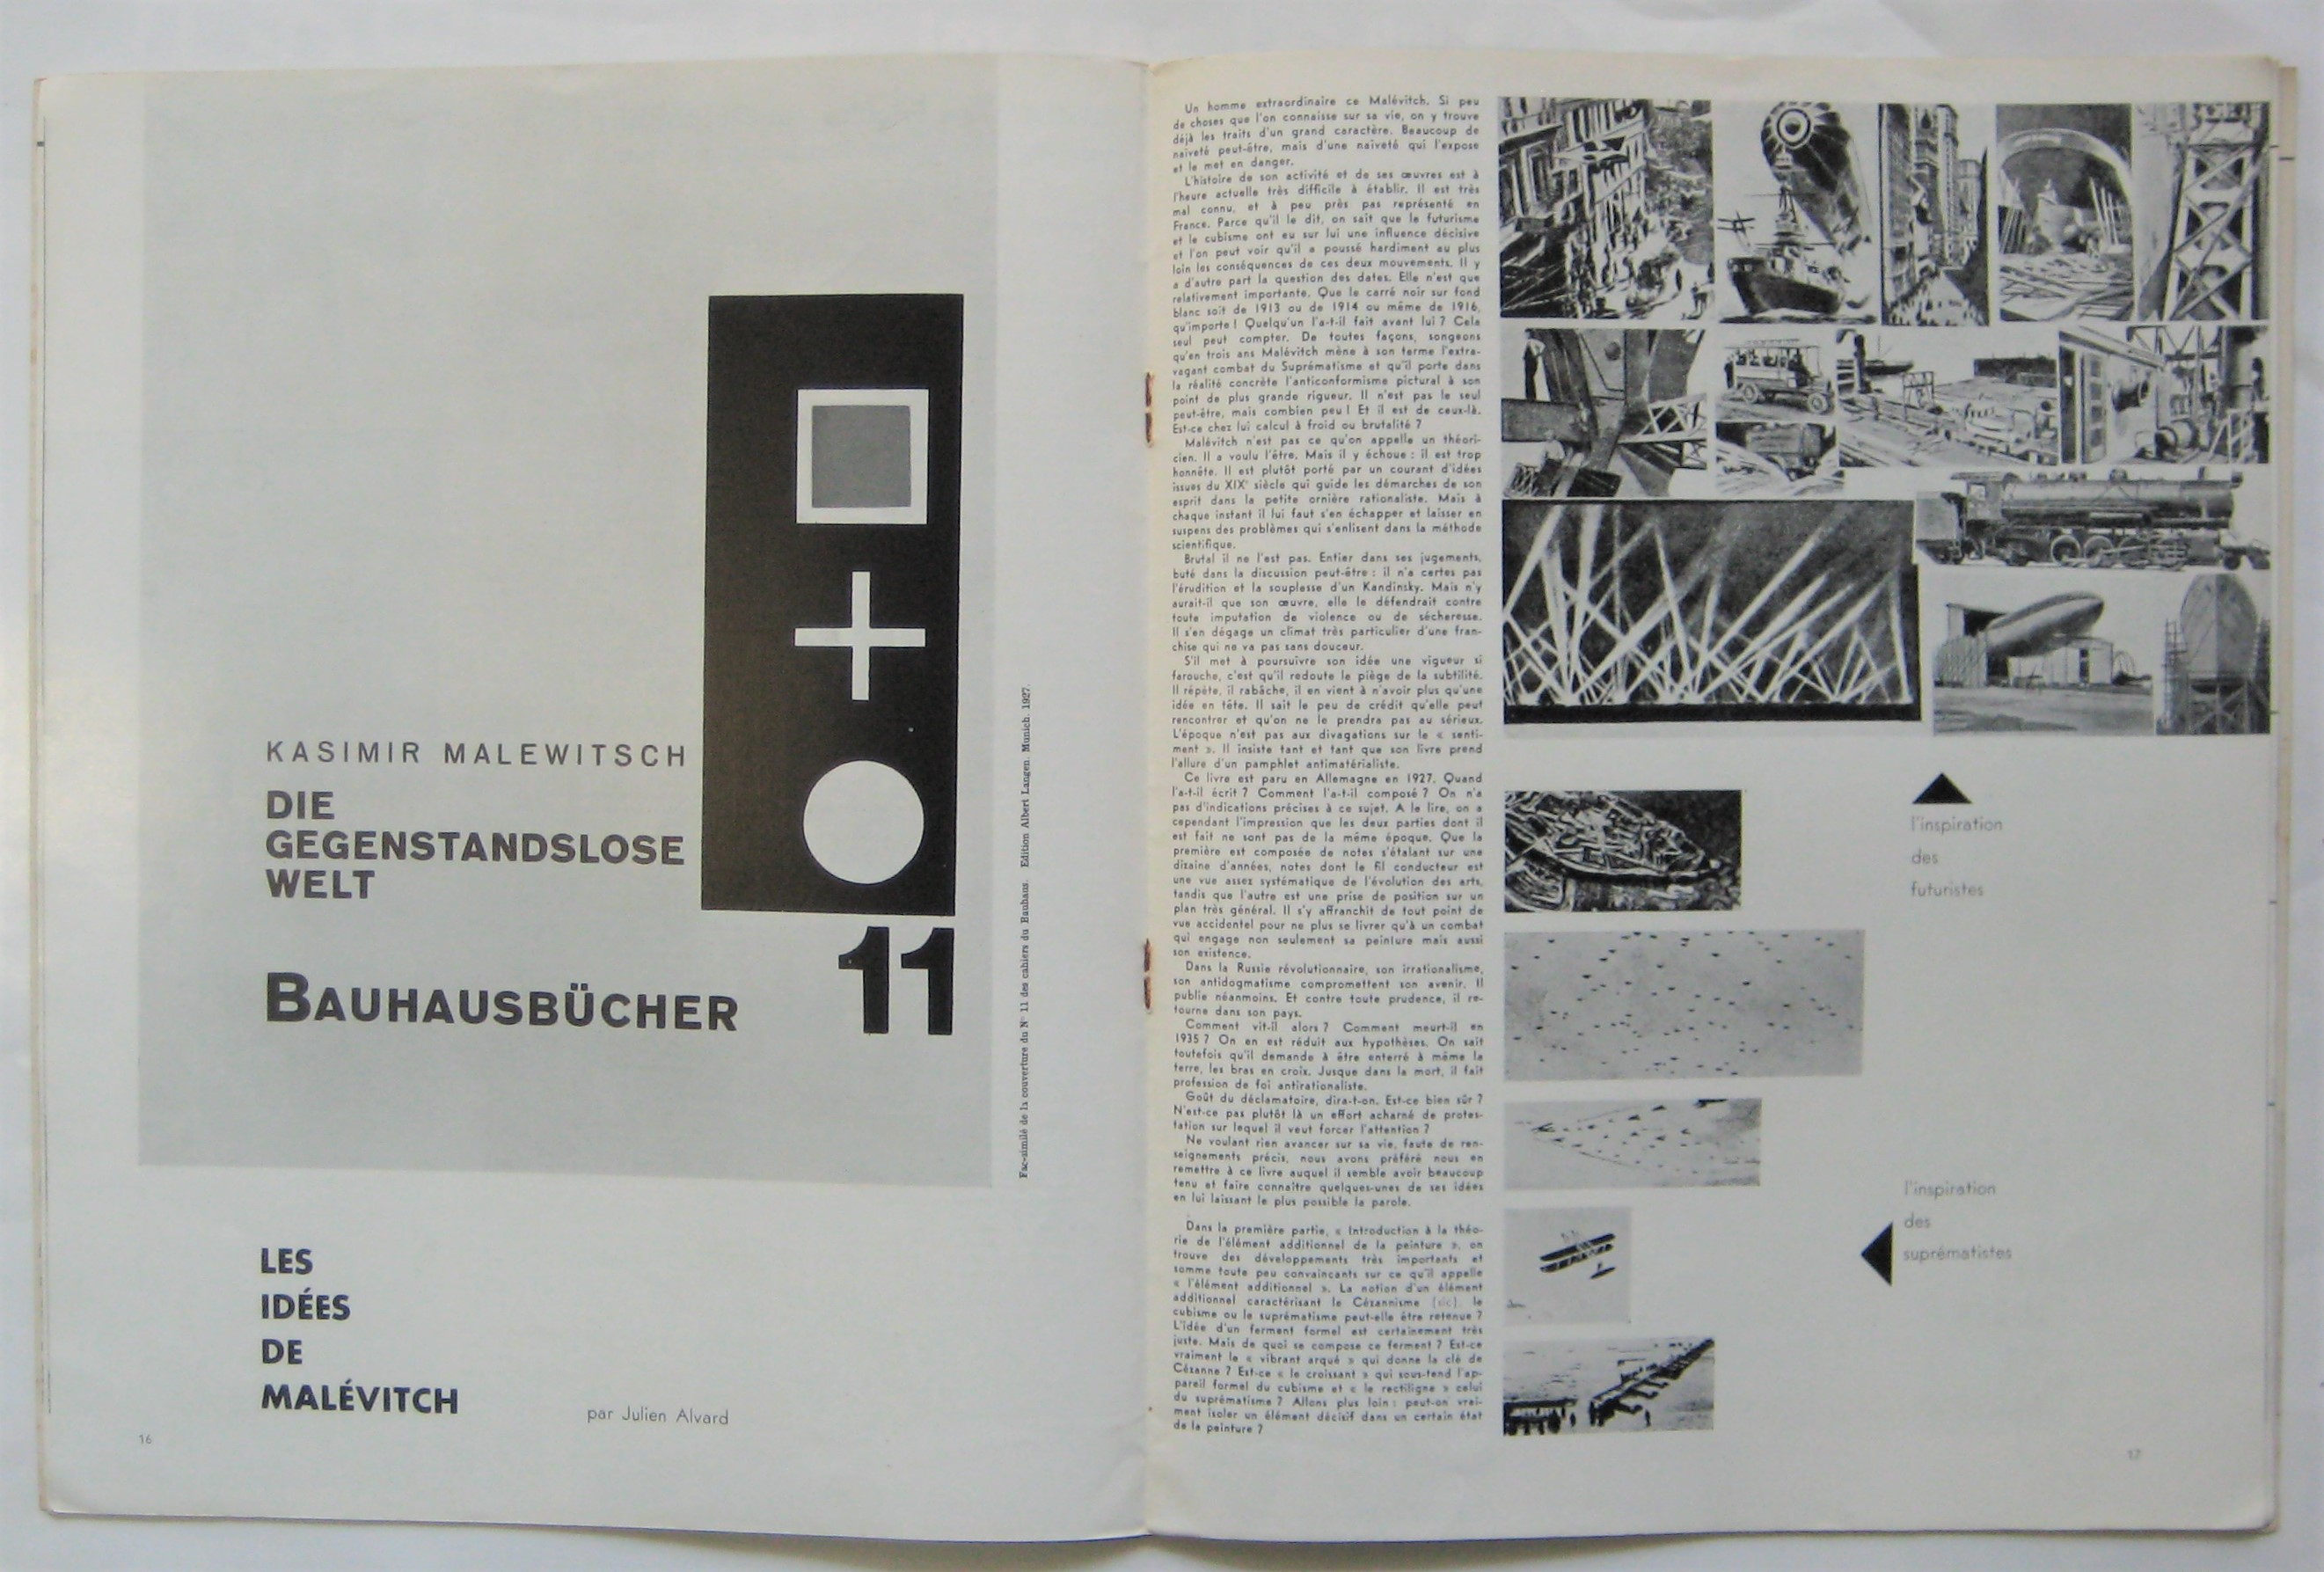 KASIMIR MALEWITSCH
DIE
GEGENSTANDSLOSE
WELT
BAUHAUSBÜCHER
11
Fac-similé de la couverture du N° 11 des cahiers du Bauhaus. Edition Albert Langen. Munich. 1927.
LES
IDÉES
DE
MALÉVITCH
par Julien Alvard
16
Un homme extraordinaire ce Malévitch. Si peu
de choses que l'on connaisse sur sa vie, on y trouve
déjà les traits d'un grand caractère. Beaucoup de
naïveté peut-être, mais d'une naïveté qui l'expose
et le met en danger.
L'histoire de son activité et de ses œuvres est à
l'heure actuelle très difficile à établir. Il est très
mal connu, et à peu près pas représenté en
France. Parce qu'il le dit, on sait que le futurisme
et le cubisme ont eu sur lui une influence décisive
et l'on peut voir qu'il a poussé hardiment au plus
loin les conséquences de ces deux mouvements. Il y
a d'autre part la question des dates. Elle n'est que
relativement importante. Que le carré noir sur fond
blanc soit de 1913 ou de 1914 ou même de 1916,
qu'importe ! Quelqu'un l'a-t-il fait avant lui ? Cela
seul peut compter. De toutes façons, songeons
qu'en trois ans Malévitch mène à son terme l'extra-
vagant combat du Suprématisme et qu'il porte dans
la réalité concrète l'anticonformisme pictural à son
point de plus grande rigueur. Il n'est pas le seul
peut-être, mais combien peu ! Et il est de ceux-là.
Est-ce chez lui calcul à froid ou brutalité ?
Malévitch n'est pas ce qu'on appelle un théori-
cien. Il a voulu l'être. Mais il y échoue : il est trop
honnête. Il est plutôt porté par un courant d'idées
issues du XIXe siècle qui guide les démarches de son
esprit dans la petite ornière rationaliste. Mais à
chaque instant il lui faut s'en échapper et laisser en
suspens des problèmes qui s'enlisent dans la méthode
scientifique.
Brutal il ne l'est pas. Entier dans ses jugements,
buté dans la discussion peut-être : il n'a certes pas
l'érudition et la souplesse d'un Kandinsky. Mais n'y
aurait-il que son œuvre, elle le défendrait contre
toute imputation de violence ou de sécheresse.
Il s'en dégage un climat très particulier d'une fran-
chise qui ne va pas sans douceur.
S'il met à poursuivre son idée une vigueur si
farouche, c'est qu'il redoute le piège de la subtilité.
Il répète, il rabâche, il en vient à n'avoir plus qu'une
idée en tête. Il sait le peu de crédit qu'elle peut
rencontrer et qu'on ne le prendra pas au sérieux.
L'époque n'est pas aux divagations sur le « senti-
ment ». Il insiste tant et tant que son livre prend
l'allure d'un pamphlet antimatérialiste.
Ce livre est paru en Allemagne en 1927. Quand
l'a-t-il écrit ? Comment l'a-t-il composé ? On n'a
pas d'indications précises à ce sujet. A le lire, on a
cependant l'impression que les deux parties dont il
est fait ne sont pas de la même époque. Que la
première est composée de notes s'étalant sur une
dizaine d'années, notes dont le fil conducteur est
une vue assez systématique de l'évolution des arts,
tandis que l'autre est une prise de position sur un
plan très général. Il s'y affranchit de tout point de
vue accidentel pour ne plus se livrer qu'à un combat
qui engage non seulement sa peinture mais aussi
son existence.
Dans la Russie révolutionnaire, son irrationalisme,
son antidogmatisme compromettent son avenir. Il
publie néanmoins. Et contre toute prudence, il re-
tourne dans son pays.
Comment vit-il alors ? Comment meurt-il en
1935 ? On en est réduit aux hypothèses. On sait
toutefois qu'il demande à être enterré à même la
terre, les bras en croix. Jusque dans la mort, il fait
profession de foi antirationaliste.
Goût du déclamatoire, dira-t-on. Est-ce bien sûr ?
N'est-ce pas plutôt là un effort acharné de protes-
tation sur lequel il veut forcer l'attention ?
Ne voulant rien avancer sur sa vie, faute de ren-
seignements précis, nous avons préféré nous en
remettre à ce livre auquel il semble avoir beaucoup
tenu et faire connaître quelques-unes de ses idées
en lui laissant le plus possible la parole.
Dans la première partie, « Introduction à la théo-
rie de l'élément additionnel de la peinture », on
trouve des développements très importants et
somme toute peu convaincants sur ce qu'il appelle
« l'élément additionnel ». La notion d'un élément
additionnel caractérisant le Cézannisme (sic), le
cubisme ou le suprématisme peut-elle être retenue ?
L'idée d'un ferment formel est certainement très
juste. Mais de quoi se compose ce ferment ? Est-ce
vraiment le « vibrant arqué » qui donne la clé de
Cézanne ? Est-ce « le croissant » qui sous-tend l'ap-
pareil formel du cubisme et « le rectiligne » celui
du suprématisme ? Allons plus loin : peut-on vrai-
ment isoler un élément décisif dans un certain état
de la peinture ?
l'inspiration
des
futuristes
l'inspiration
des
suprématistes
17